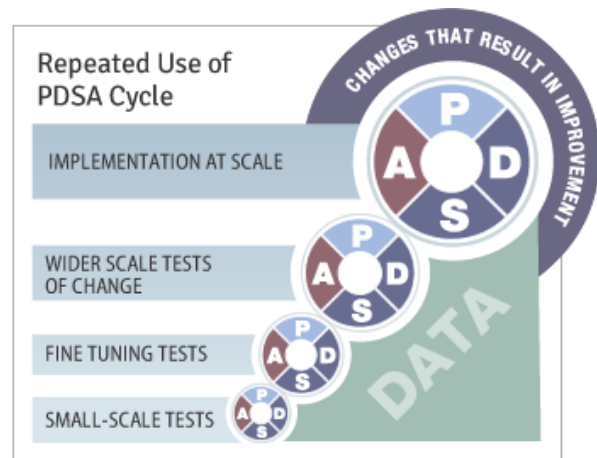 Repeated Use of
PDSA Cycle
CHANGES THAT RESULT IN IMPROVEMENT
IMPLEMENTATION AT SCALE
P
A D
S
WIDER SCALE TESTS
OF CHANGE
P
A D
S
FINE TUNING TESTS
P
A D
S
SMALL-SCALE TESTS
P
A D
S
DATA